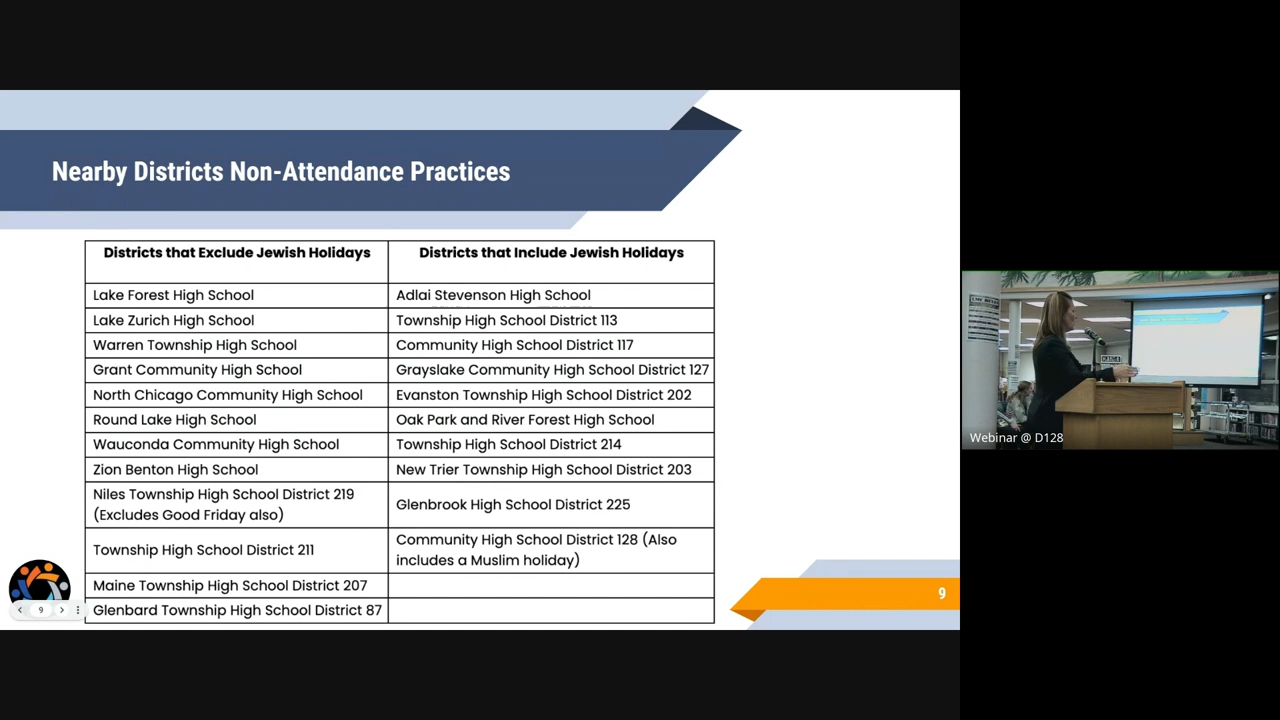 Nearby Districts Non-Attendance Practices
Districts that Exclude Jewish Holidays
Districts that Include Jewish Holidays
Lake Forest High School
Adlai Stevenson High School
Lake Zurich High School
Township High School District 113
Warren Township High School
Community High School District 117
Grant Community High School
Grayslake Community High School District 127
North Chicago Community High School
Evanston Township High School District 202
Round Lake High School
Oak Park and River Forest High School
Wauconda Community High School
Township High School District 214
Zion Benton High School
New Trier Township High School District 203
Niles Township High School District 219
(Excludes Good Friday also)
Glenbrook High School District 225
Township High School District 211
Community High School District 128 (Also
includes a Muslim holiday)
Maine Township High School District 207
Glenbard Township High School District 87
9
9
Webinar @ D128